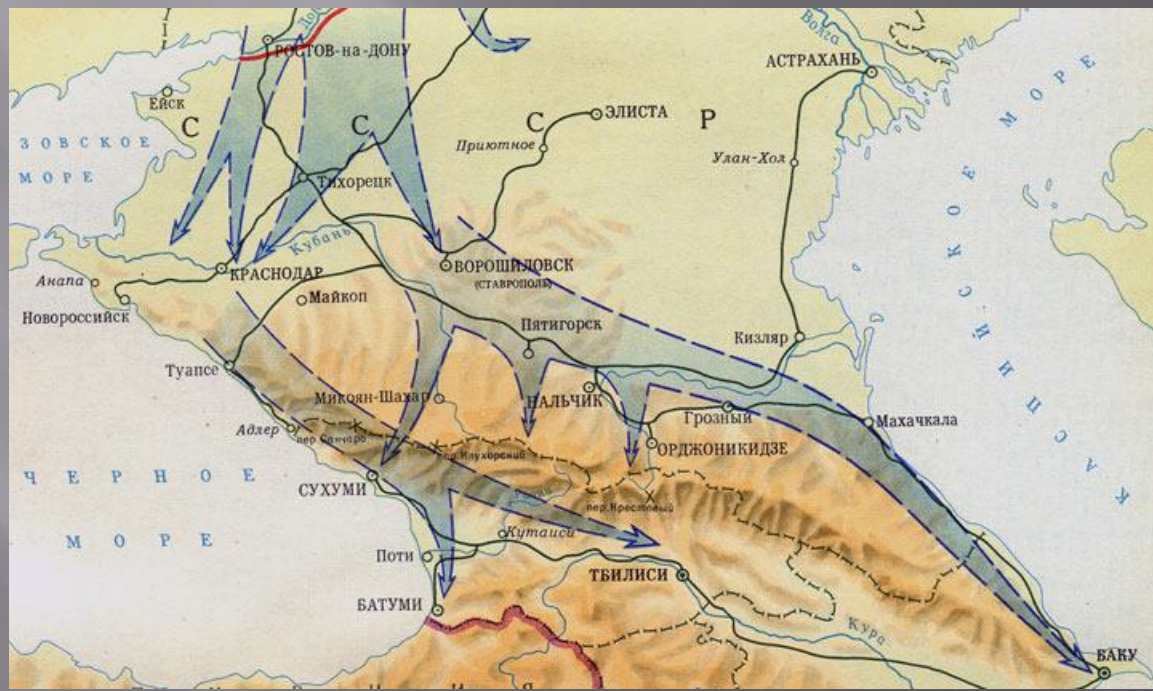 Волга
РОСТОВ-на-ДОНУ
АСТРАХАНЬ
Ейск
ЭЛИСТА
С С С Р
ЗОВСКОЕ
МОРЕ
Приютное
Улан-Хол
Тихорецк
Кубань
КРАСНОДАР
ВОРОШИЛОВСК
(СТАВРОПОЛЬ)
Анапа
Майкоп
Новороссийск
Пятигорск
Кизляр
Туапсе
Микоян-Шахар
НАЛЬЧИК
Грозный
Махачкала
Адлер
пер. Санчаро
пер. Клухорский
ОРДЖОНИКИДЗЕ
ЧЕРНОЕ
МОРЕ
СУХУМИ
пер. Крестовый
Кутаиси
Поти
ТБИЛИСИ
БАТУМИ
Кура
БАКУ
КАСПИЙСКОЕ МОРЕ